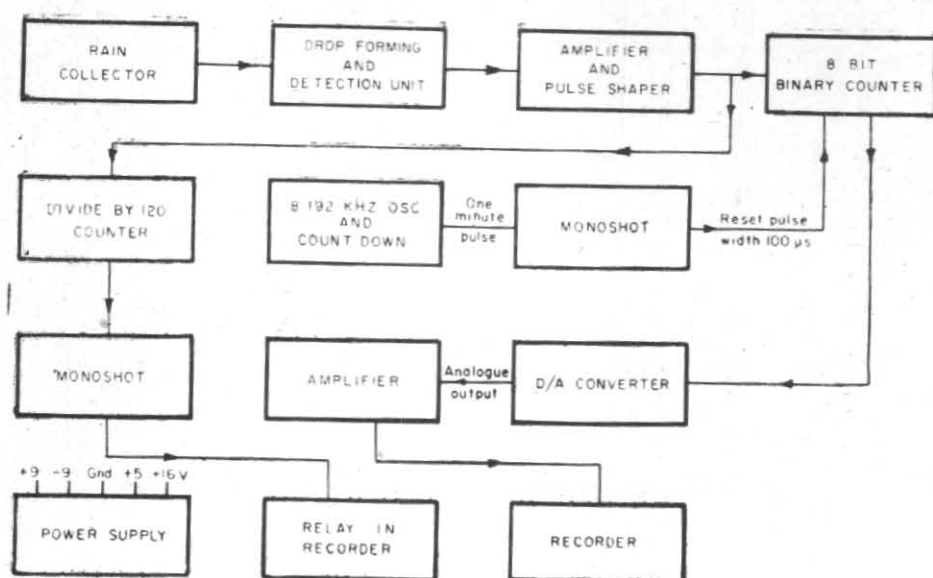 RAIN
COLLECTOR
DROP FORMING
AND
DETECTION UNIT
AMPLIFIER
AND
PULSE SHAPER
8 BIT
BINARY COUNTER
DIVIDE BY 120
COUNTER
8 192 KHZ OSC
AND
COUNT DOWN
One
minute
pulse
MONOSHOT
Reset pulse
width 100 µs
MONOSHOT
AMPLIFIER
Analogue
output
D/A CONVERTER
+9 -9 Gnd +5 +16 V
POWER SUPPLY
RELAY IN
RECORDER
RECORDER